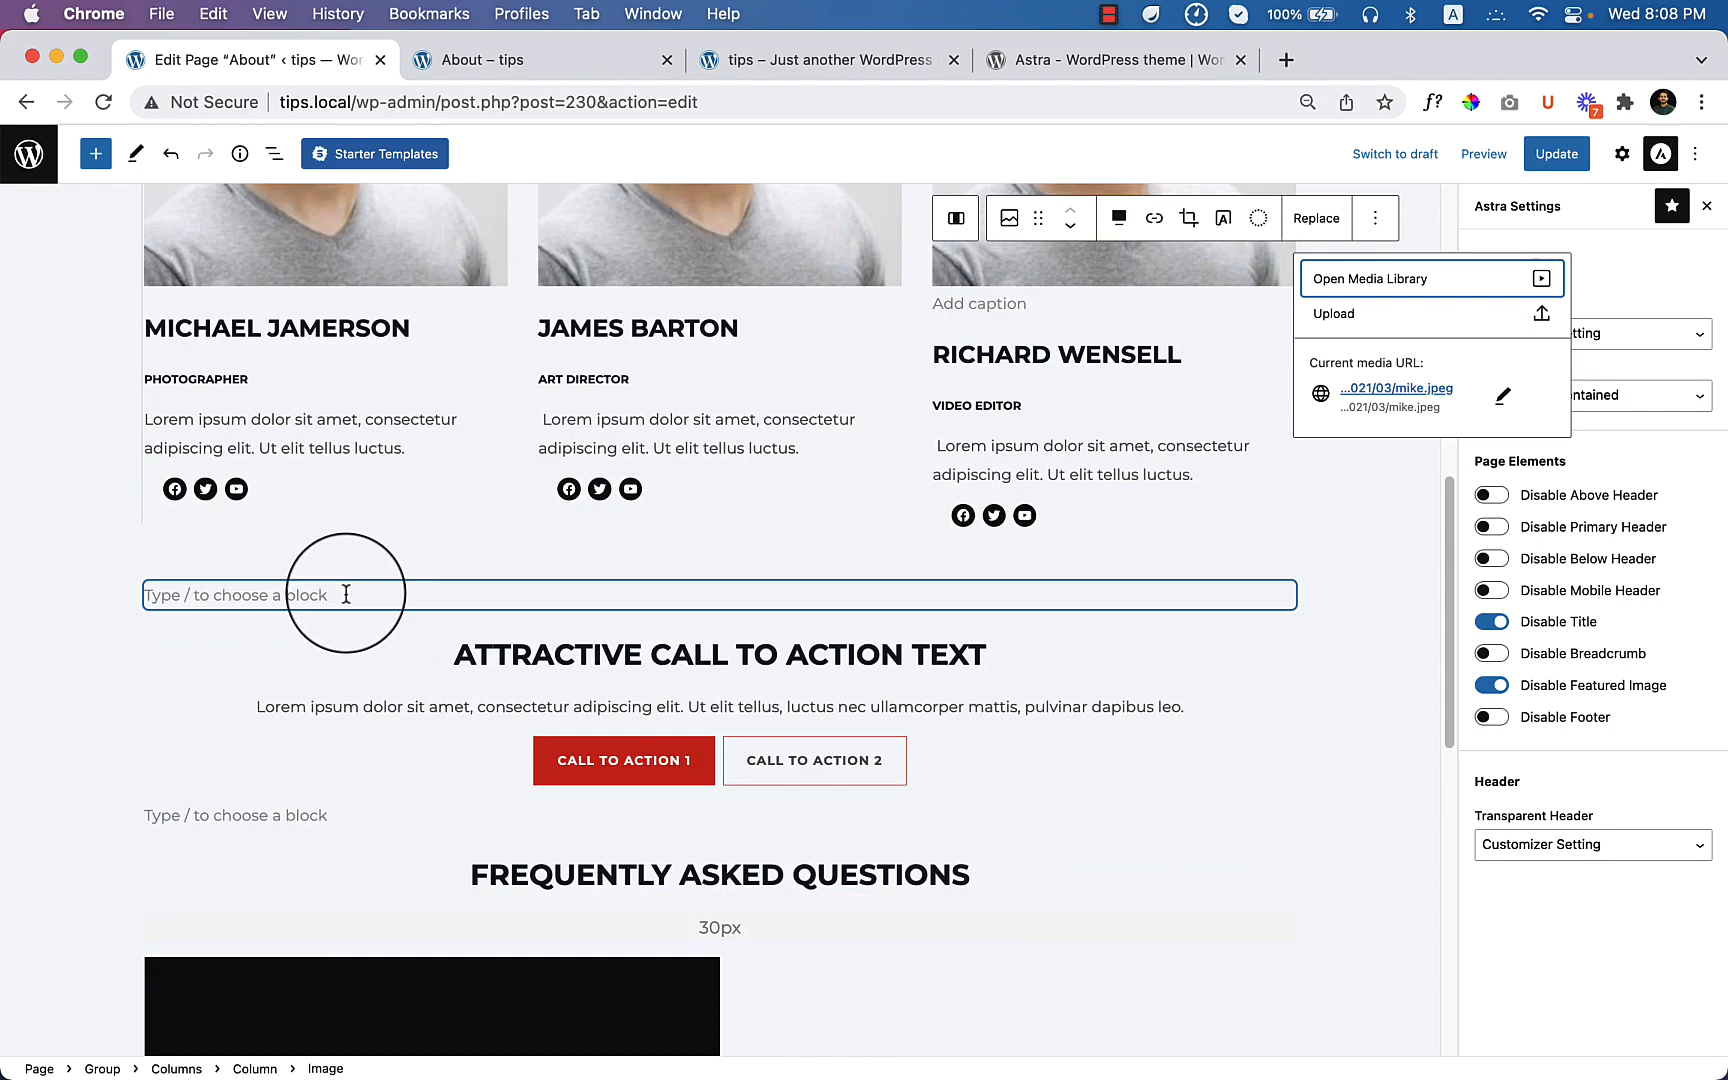 Chrome File Edit View History Bookmarks Profiles Tab Window Help 100% A Wed 8:08 PM
Edit Page “About” ‹ tips — Wor
About – tips
tips – Just another WordPress
Astra - WordPress theme | Wor
Not Secure tips.local/wp-admin/post.php?post=230&action=edit f? U 7
Starter Templates Switch to draft Preview Update
Astra Settings
Replace
Open Media Library
Upload
Current media URL:
...021/03/mike.jpeg
...021/03/mike.jpeg
tting
ntained
Add caption
MICHAEL JAMERSON
PHOTOGRAPHER
Lorem ipsum dolor sit amet, consectetur
adipiscing elit. Ut elit tellus luctus.
JAMES BARTON
ART DIRECTOR
Lorem ipsum dolor sit amet, consectetur
adipiscing elit. Ut elit tellus luctus.
RICHARD WENSELL
VIDEO EDITOR
Lorem ipsum dolor sit amet, consectetur
adipiscing elit. Ut elit tellus luctus.
Type / to choose a block
ATTRACTIVE CALL TO ACTION TEXT
Lorem ipsum dolor sit amet, consectetur adipiscing elit. Ut elit tellus, luctus nec ullamcorper mattis, pulvinar dapibus leo.
CALL TO ACTION 1 CALL TO ACTION 2
Type / to choose a block
FREQUENTLY ASKED QUESTIONS
30px
Page Elements
Disable Above Header
Disable Primary Header
Disable Below Header
Disable Mobile Header
Disable Title
Disable Breadcrumb
Disable Featured Image
Disable Footer
Header
Transparent Header
Customizer Setting
Page › Group › Columns › Column › Image